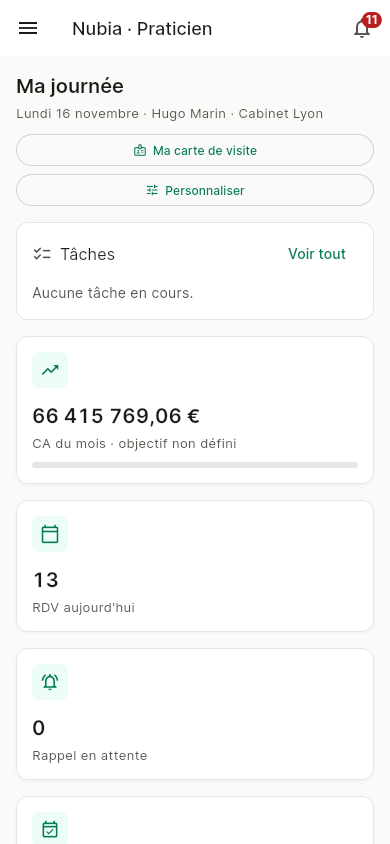 Nubia · Praticien
11
Ma journée
Lundi 16 novembre · Hugo Marin · Cabinet Lyon
Ma carte de visite
Personnaliser
Tâches
Voir tout
Aucune tâche en cours.
66 415 769,06 €
CA du mois · objectif non défini
13
RDV aujourd'hui
0
Rappel en attente